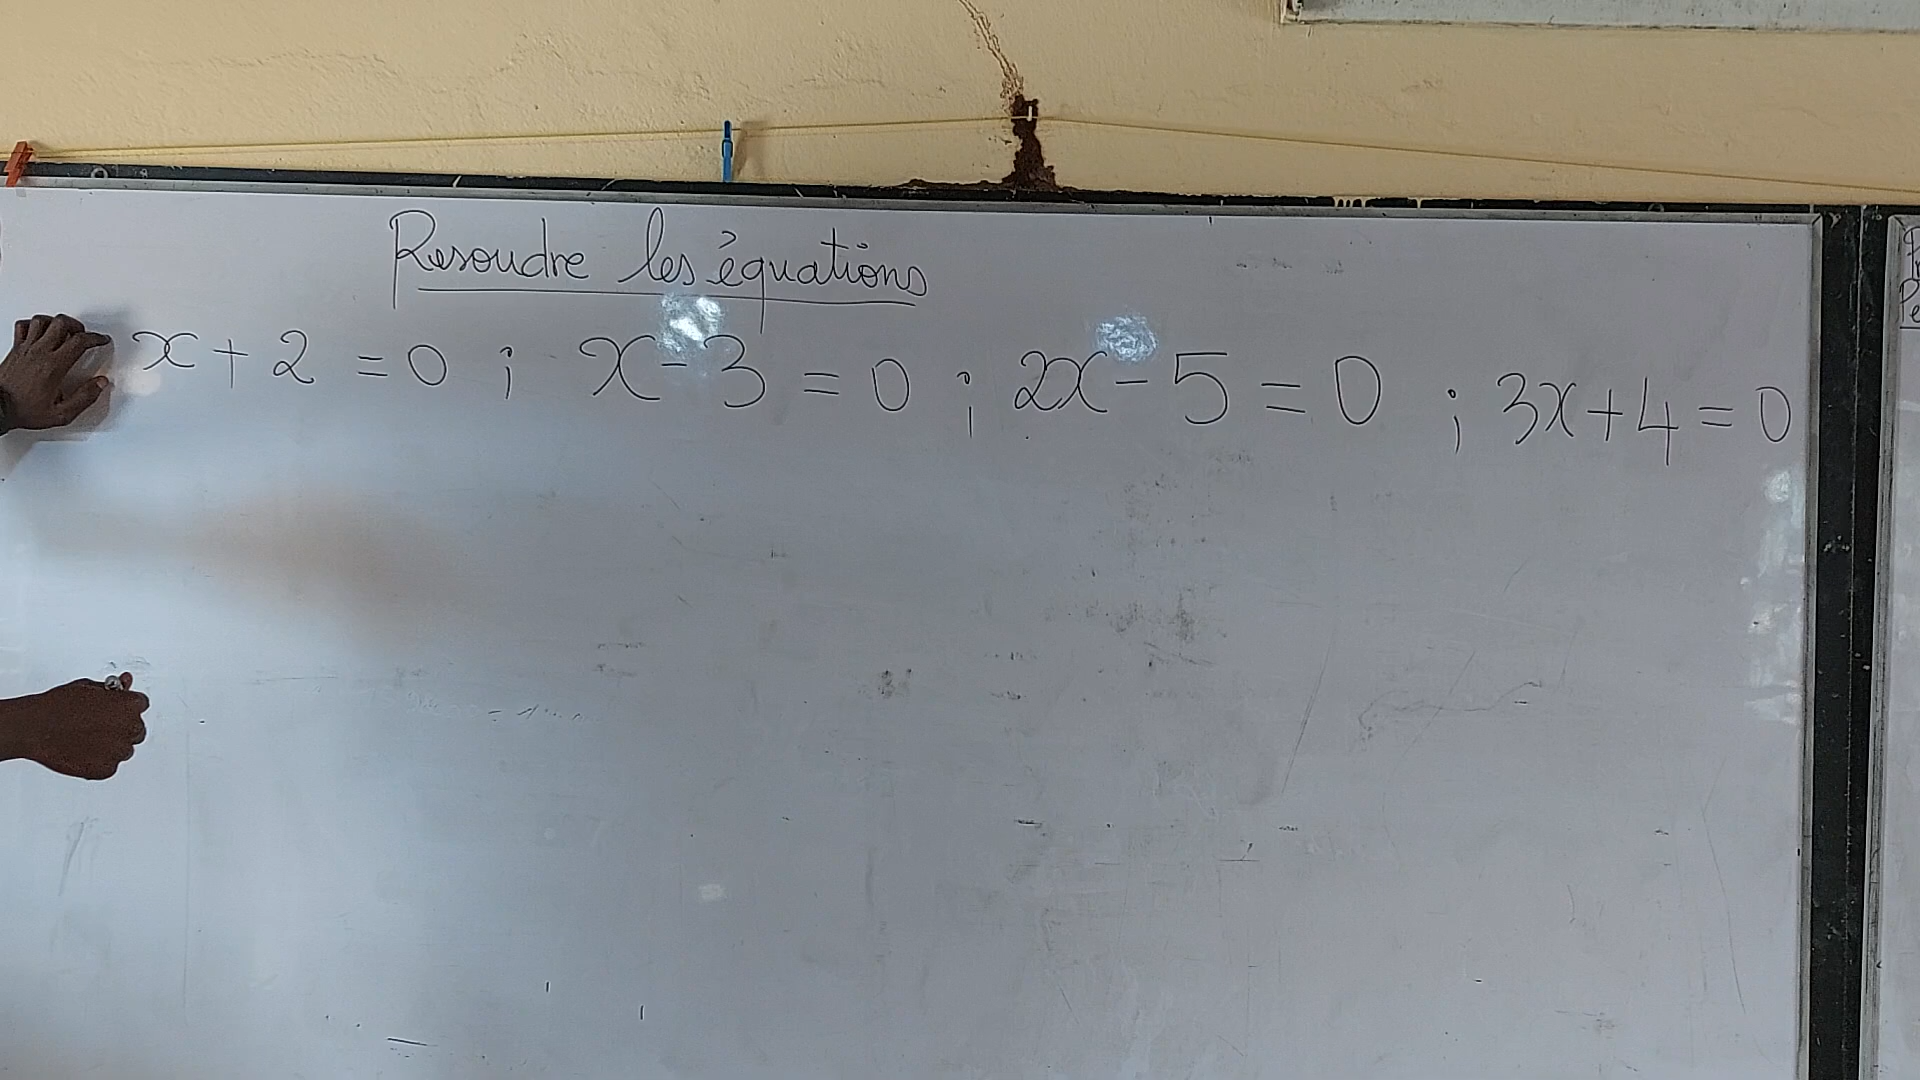 Resoudre les équations
x + 2 = 0 ; x - 3 = 0 ; 2x - 5 = 0 ; 3x + 4 = 0